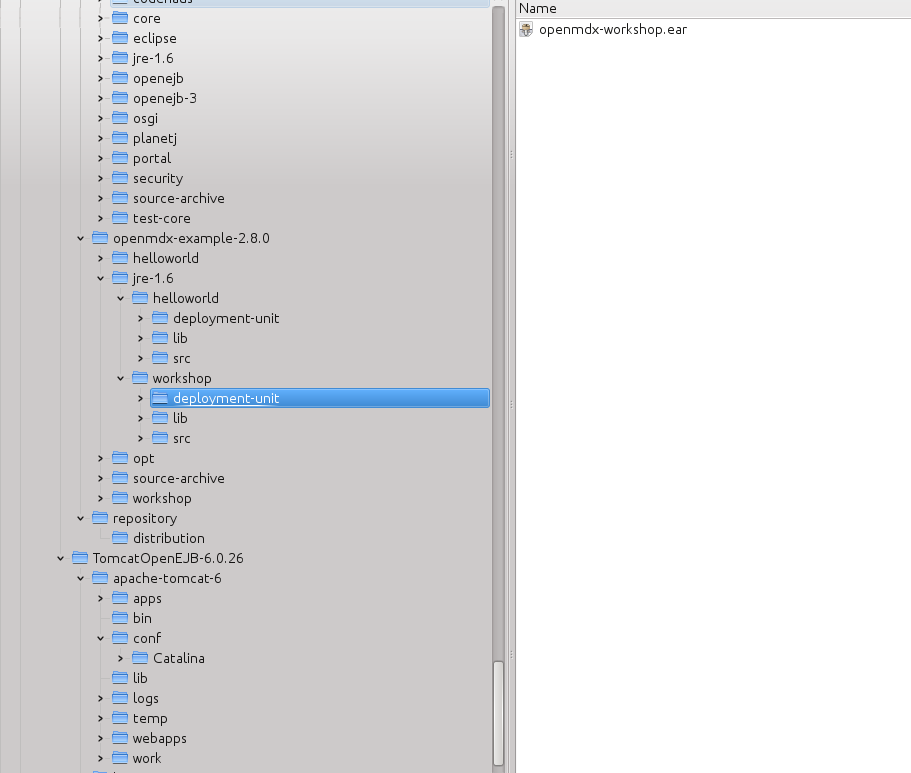 core
eclipse
jre-1.6
openejb
openejb-3
osgi
planetj
portal
security
source-archive
test-core
openmdx-example-2.8.0
helloworld
jre-1.6
helloworld
deployment-unit
lib
src
workshop
deployment-unit
lib
src
opt
source-archive
workshop
repository
distribution
TomcatOpenEJB-6.0.26
apache-tomcat-6
apps
bin
conf
Catalina
lib
logs
temp
webapps
work
Name
openmdx-workshop.ear